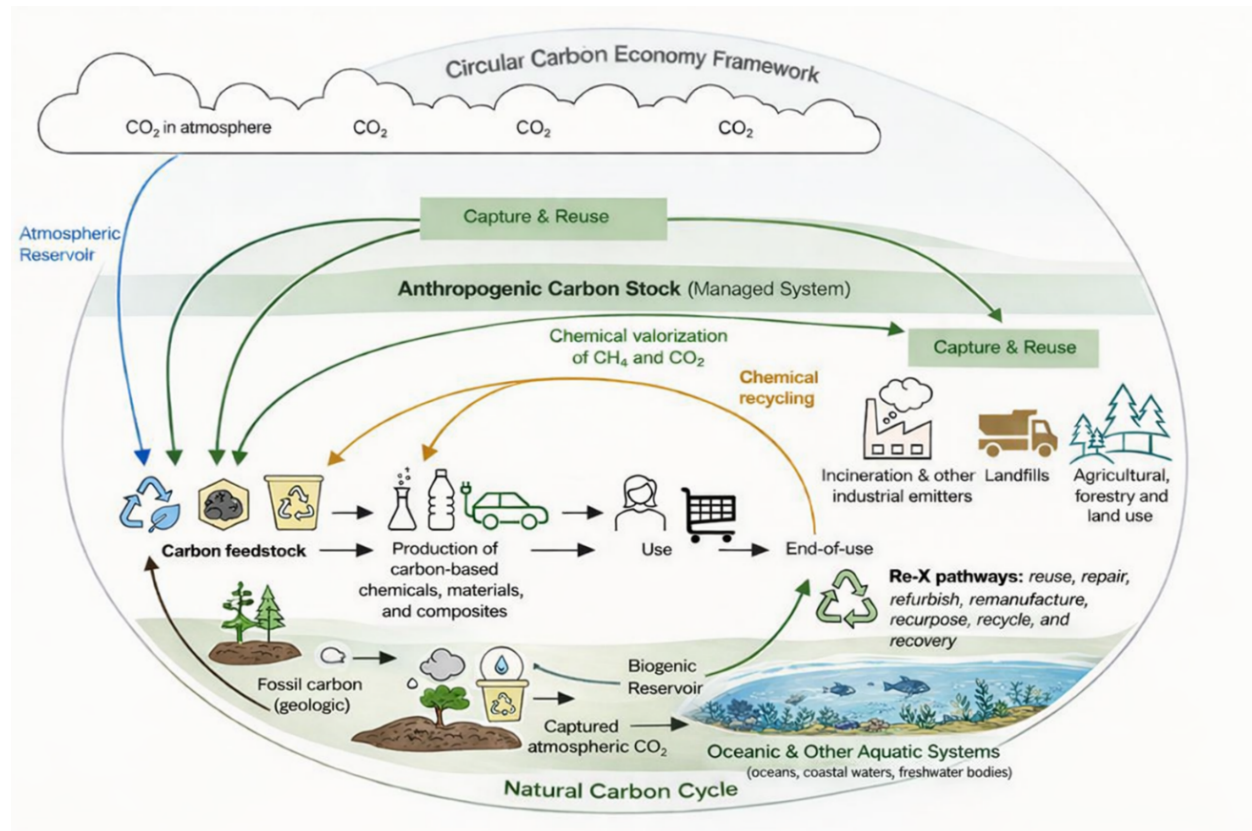 Circular Carbon Economy Framework
CO₂ in atmosphere
CO₂
CO₂
CO₂
Atmospheric
Reservoir
Capture & Reuse
Anthropogenic Carbon Stock (Managed System)
Chemical valorization
of CH₄ and CO₂
Capture & Reuse
Chemical
recycling
Incineration & other
industrial emitters
Landfills
Agricultural,
forestry and
land use
Carbon feedstock
Production of
carbon-based
chemicals, materials,
and composites
Use
End-of-use
Re-X pathways: reuse, repair,
refurbish, remanufacture,
recurpose, recycle, and
recovery
Fossil carbon
(geologic)
Biogenic
Reservoir
Captured
atmospheric CO₂
Oceanic & Other Aquatic Systems
(oceans, coastal waters, freshwater bodies)
Natural Carbon Cycle